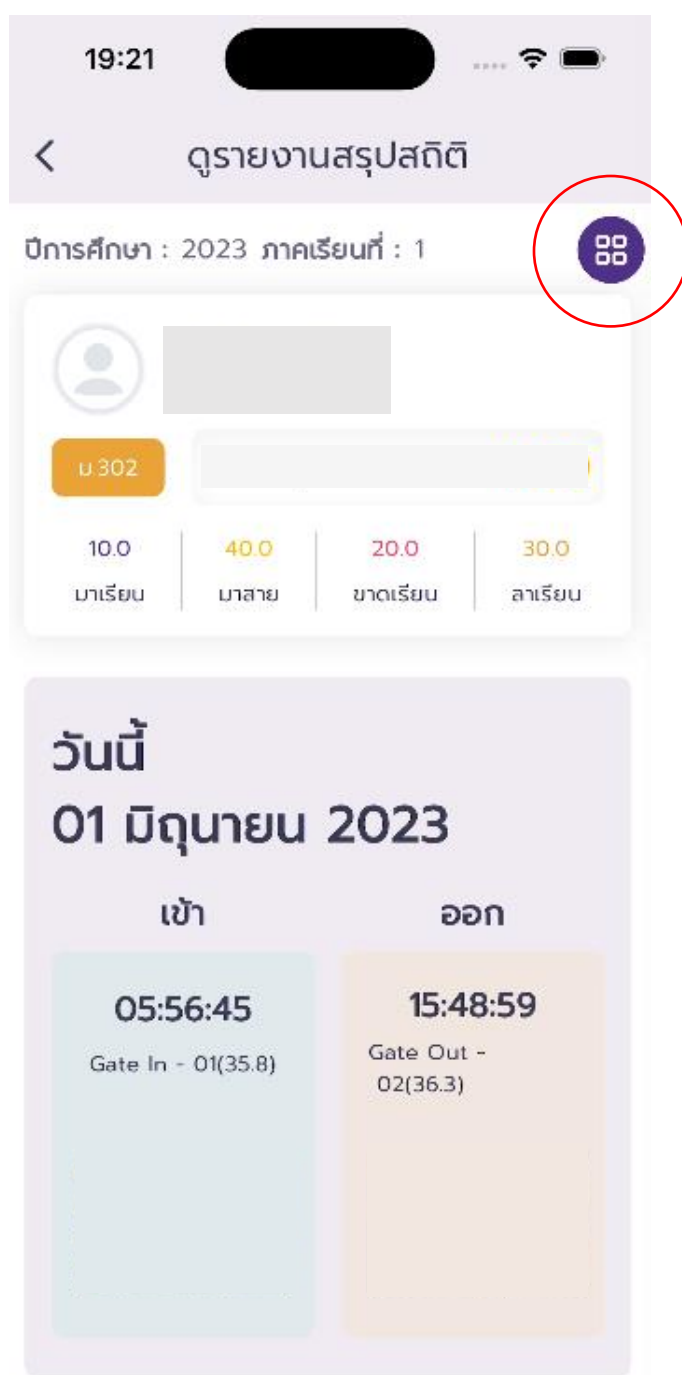 19:21
ดูรายงานสรุปสถิติ
ปีการศึกษา : 2023 ภาคเรียนที่ : 1
ม.302
10.0 40.0 20.0 30.0
มาเรียน มาสาย ขาดเรียน ลาเรียน
วันนี้
01 มิถุนายน 2023
เข้า ออก
05:56:45 15:48:59
Gate In - 01(35.8) Gate Out -
02(36.3)